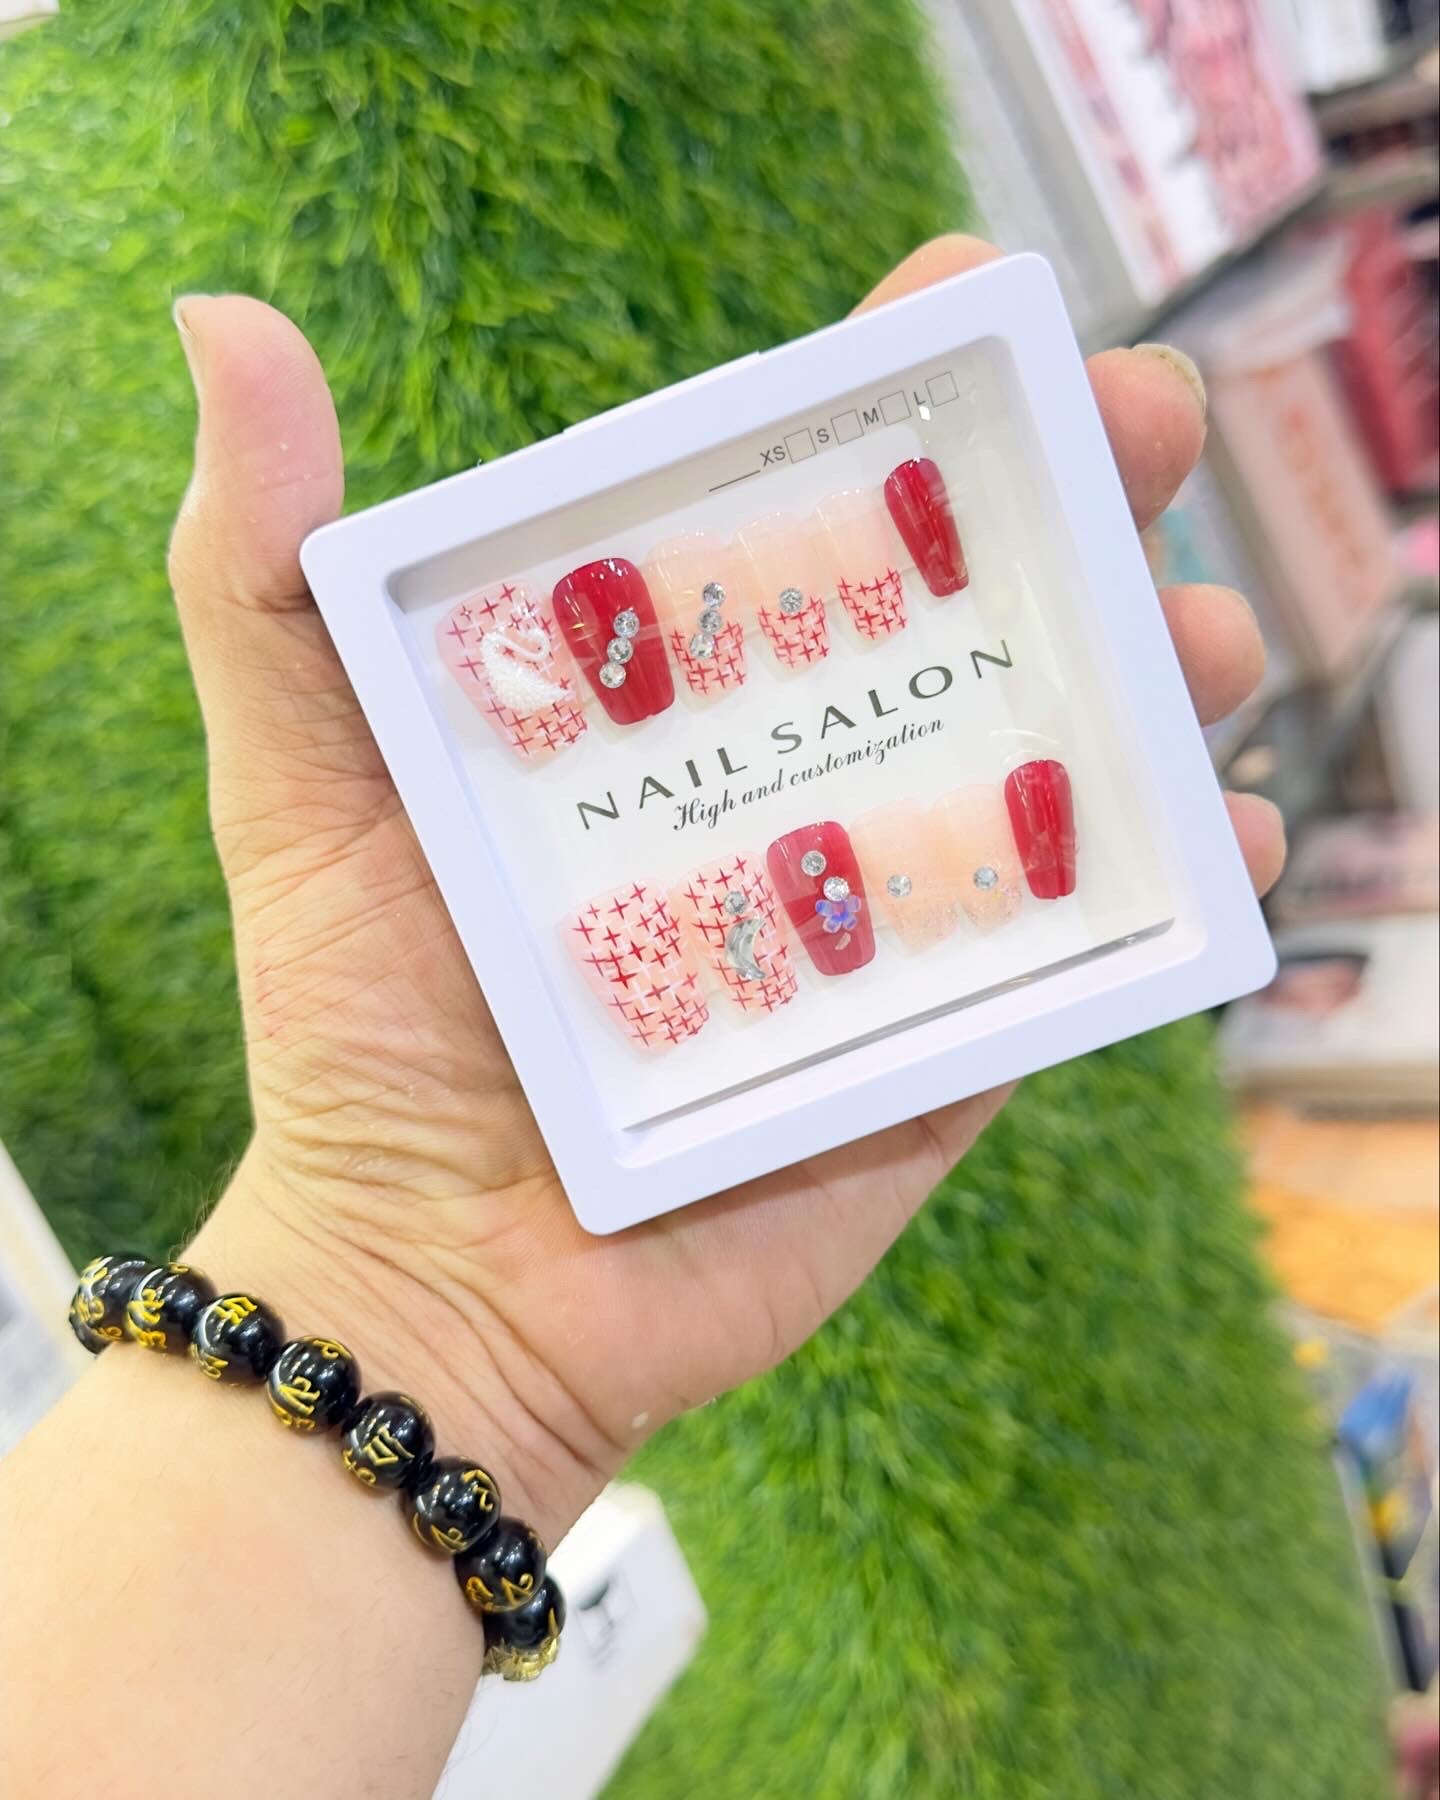 XS□ S□ M□ L□
NAIL SALON
High and customization